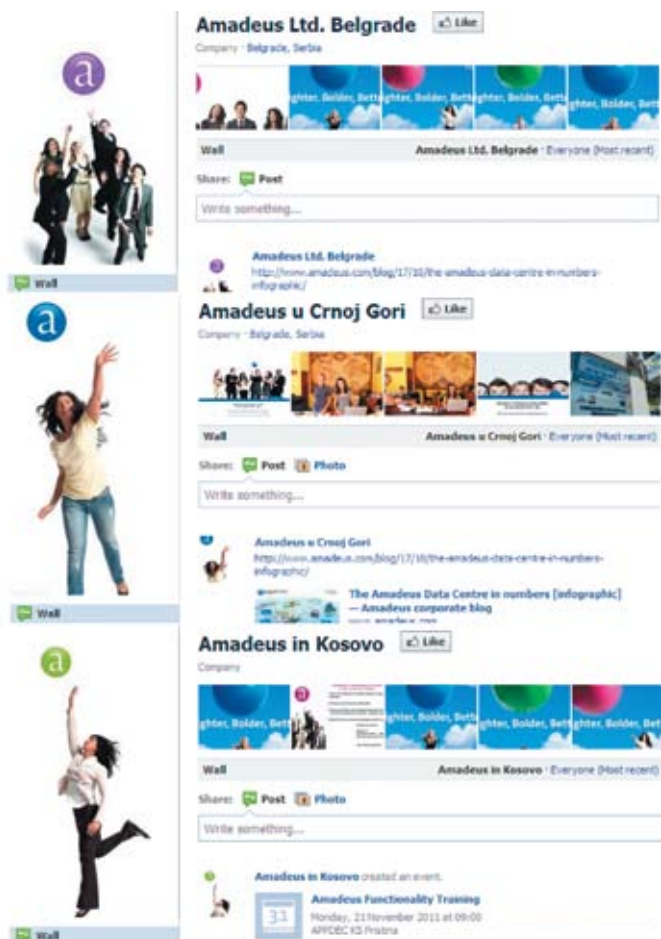 Amadeus Ltd. Belgrade Like
Company · Belgrade, Serbia
a
ghter, Bolder, Bett ghter, Bolder, Bett ghter, Bolder, Bett ghter, Bolder, Bett
Wall Amadeus Ltd. Belgrade · Everyone (Most recent)
Share: Post
Write something...
Amadeus Ltd. Belgrade
http://www.amadeus.com/blog/17/10/the-amadeus-data-centre-in-numbers-
infographic/
Wall
a
Amadeus u Crnoj Gori Like
Company · Belgrade, Serbia
Wall Amadeus u Crnoj Gori · Everyone (Most recent)
Share: Post Photo
Write something...
Amadeus u Crnoj Gori
http://www.amadeus.com/blog/17/10/the-amadeus-data-centre-in-numbers-
infographic/
The Amadeus Data Centre in numbers [infographic]
— Amadeus corporate blog
Wall
a
Amadeus in Kosovo Like
Company
ghter, Bolder, Bett a ghter, Bolder, Bett ghter, Bolder, Bett ghter, Bolder, Bett
Wall Amadeus in Kosovo · Everyone (Most recent)
Share: Post Photo
Write something...
Amadeus in Kosovo created an event.
31
Amadeus Functionality Training
Monday, 21 November 2011 at 09:00
APPDEC KS Pristina
Wall